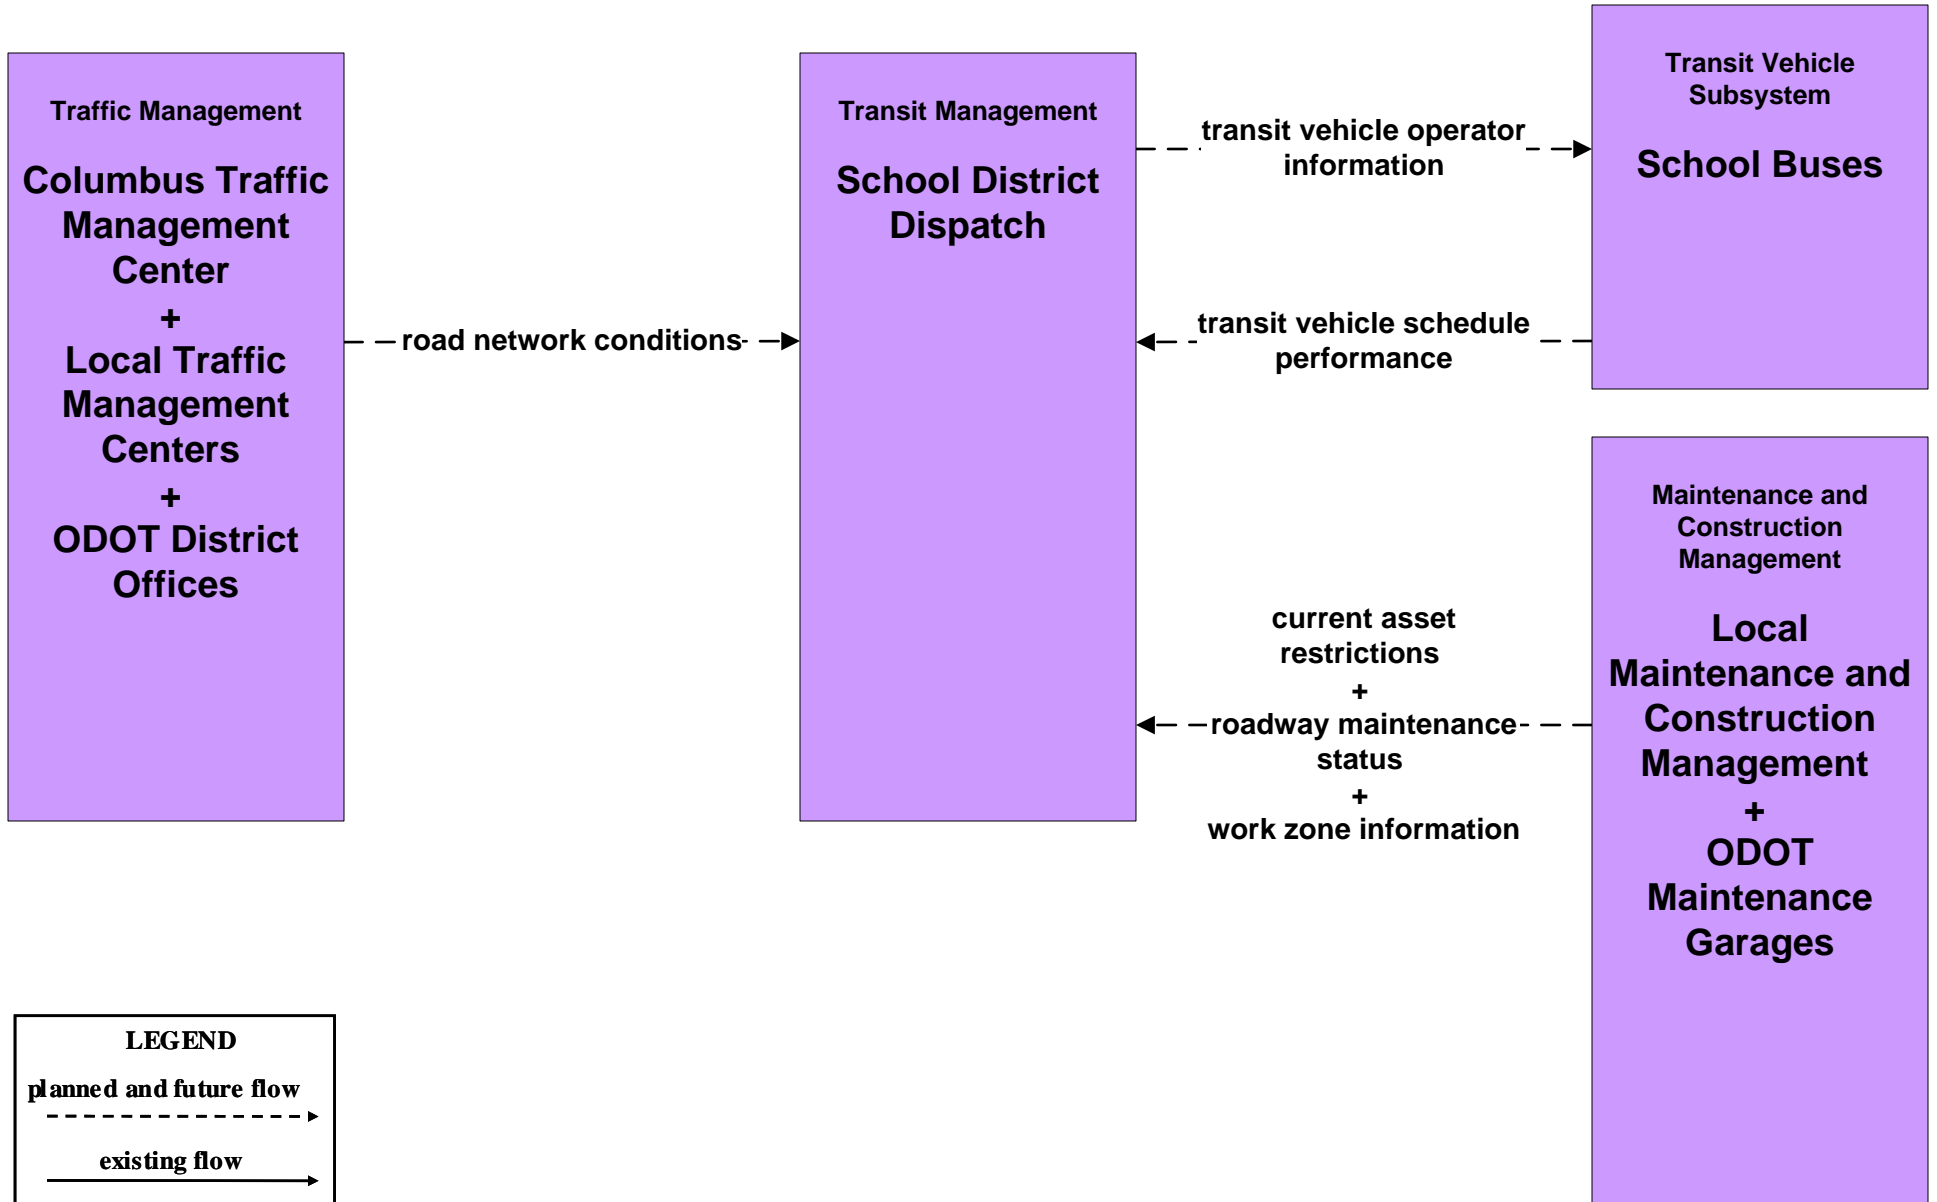 Traffic Management
Columbus Traffic
Management
Center
+
Local Traffic
Management
Centers
+
ODOT District
Offices
road network conditions
Transit Management
School District
Dispatch
transit vehicle operator
information
transit vehicle schedule
performance
Transit Vehicle
Subsystem
School Buses
current asset
restrictions
+
roadway maintenance
status
+
work zone information
Maintenance and
Construction
Management
Local
Maintenance and
Construction
Management
+
ODOT
Maintenance
Garages
LEGEND
planned and future flow
existing flow